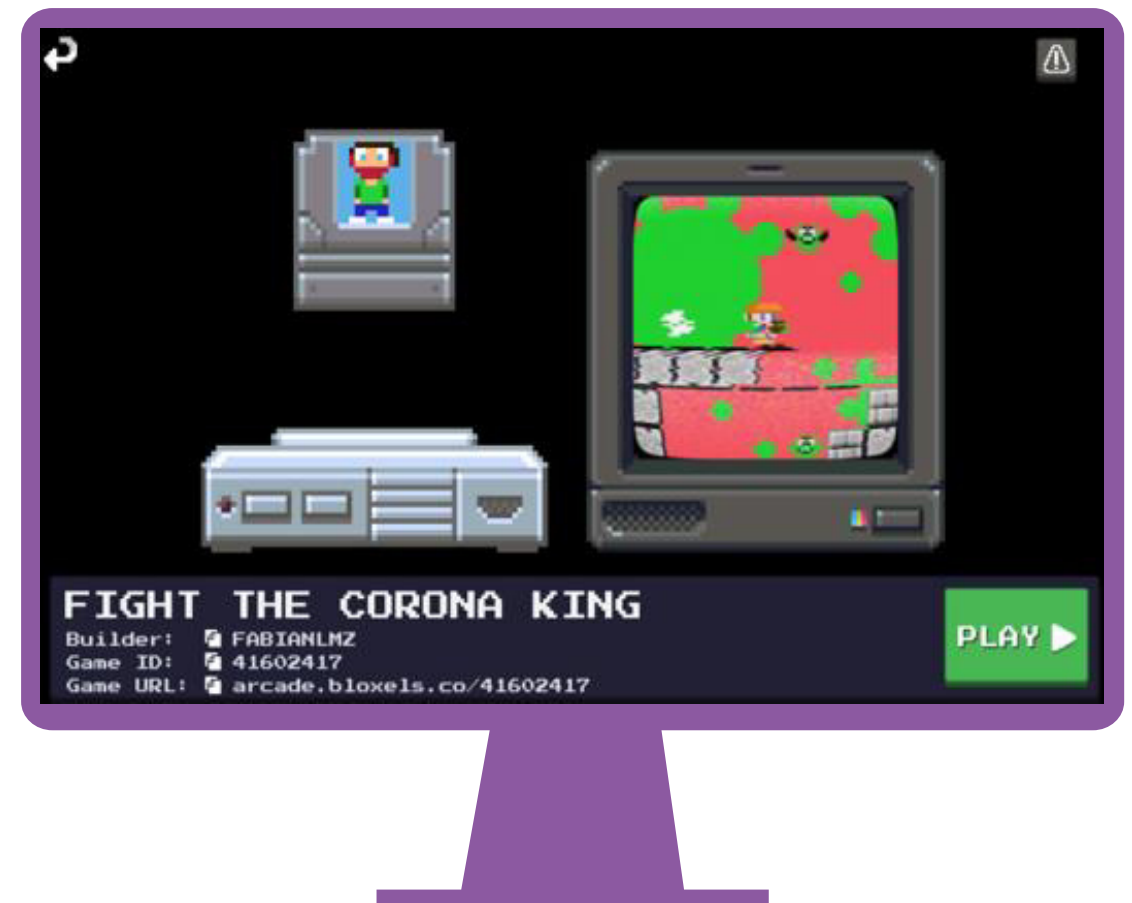 FIGHT THE CORONA KING
Builder: FABIANLMZ
Game ID: 41602417
Game URL: arcade.bloxels.co/41602417
PLAY